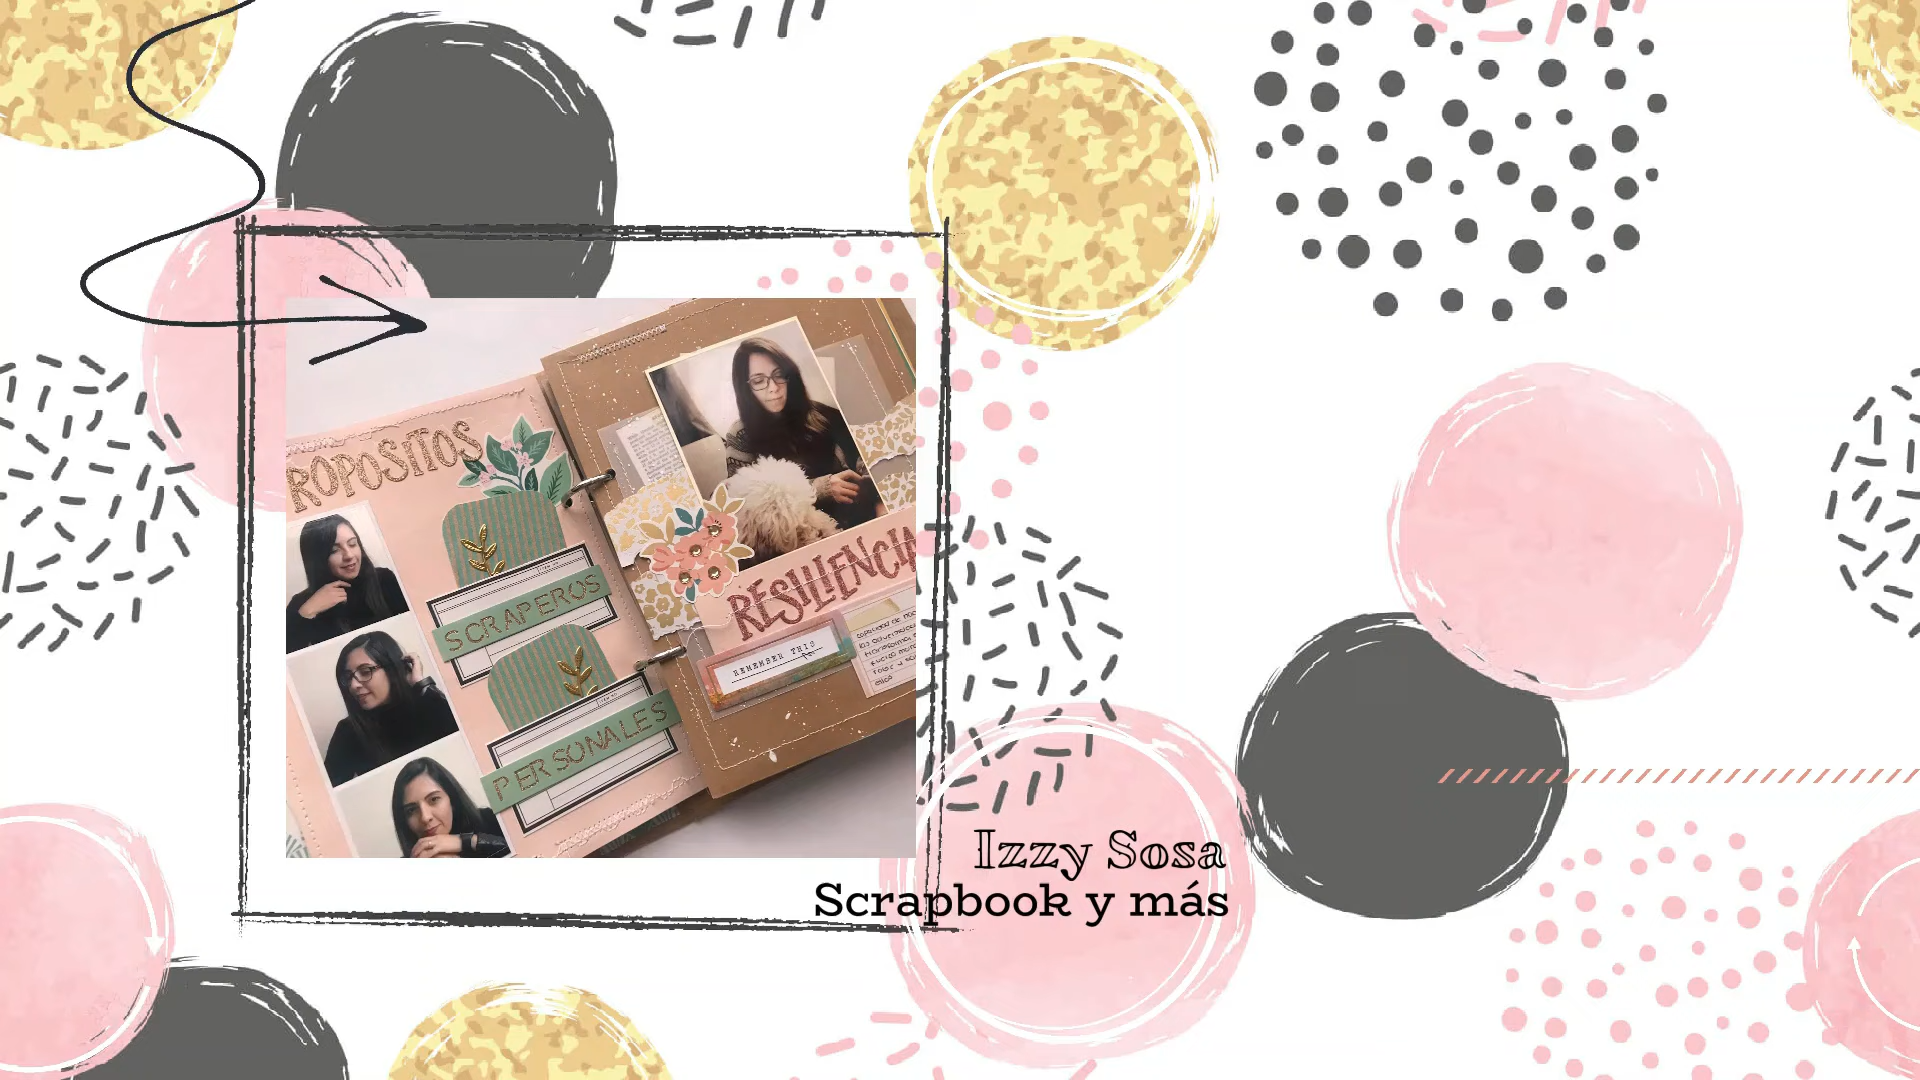 ROPOSITOS
SCRAPEROS
PERSONALES
RESILIENCIA
REMEMBER THIS
Izzy Sosa
Scrapbook y más